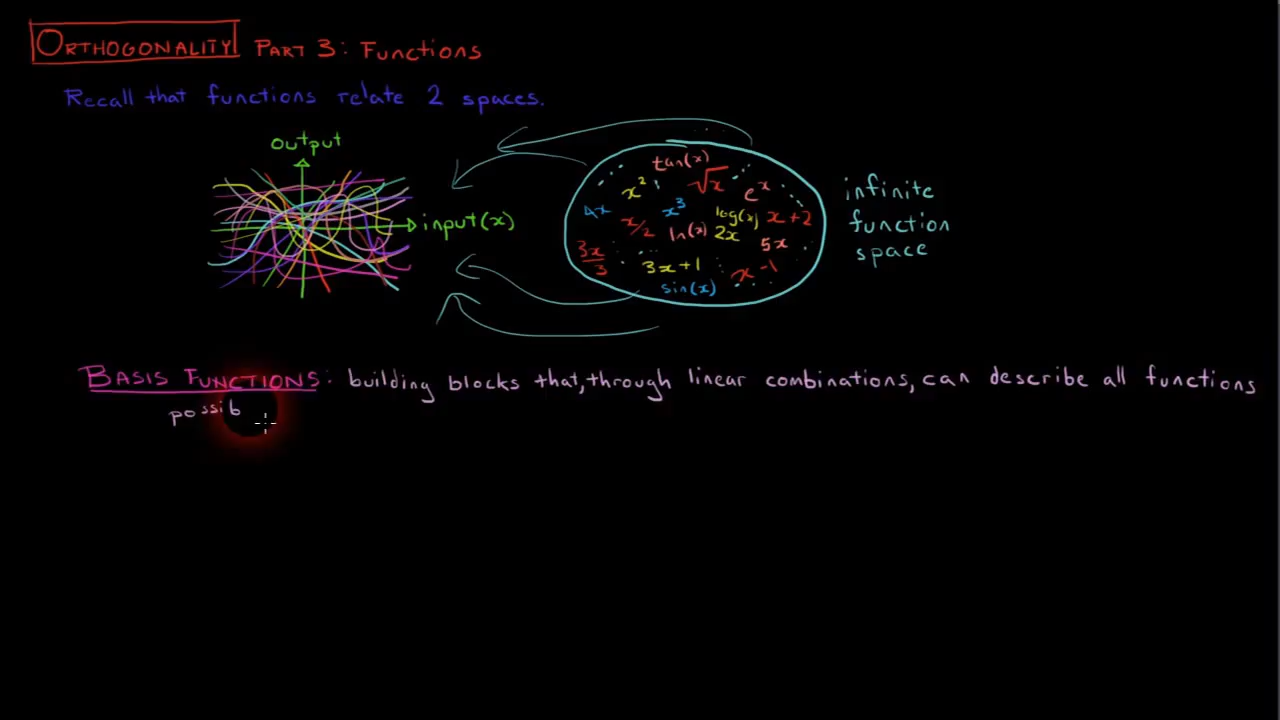 ORTHOGONALITY PART 3: FUNCTIONS
Recall that functions relate 2 spaces.
output
input(x)
tan(x)
x² √x eˣ
4x x³
x/2 ln(x) log(x) x+2
2x
3x/3 5x
3x+1 x-1
sin(x)
infinite
function
space
BASIS FUNCTIONS: building blocks that, through linear combinations, can describe all functions
possib